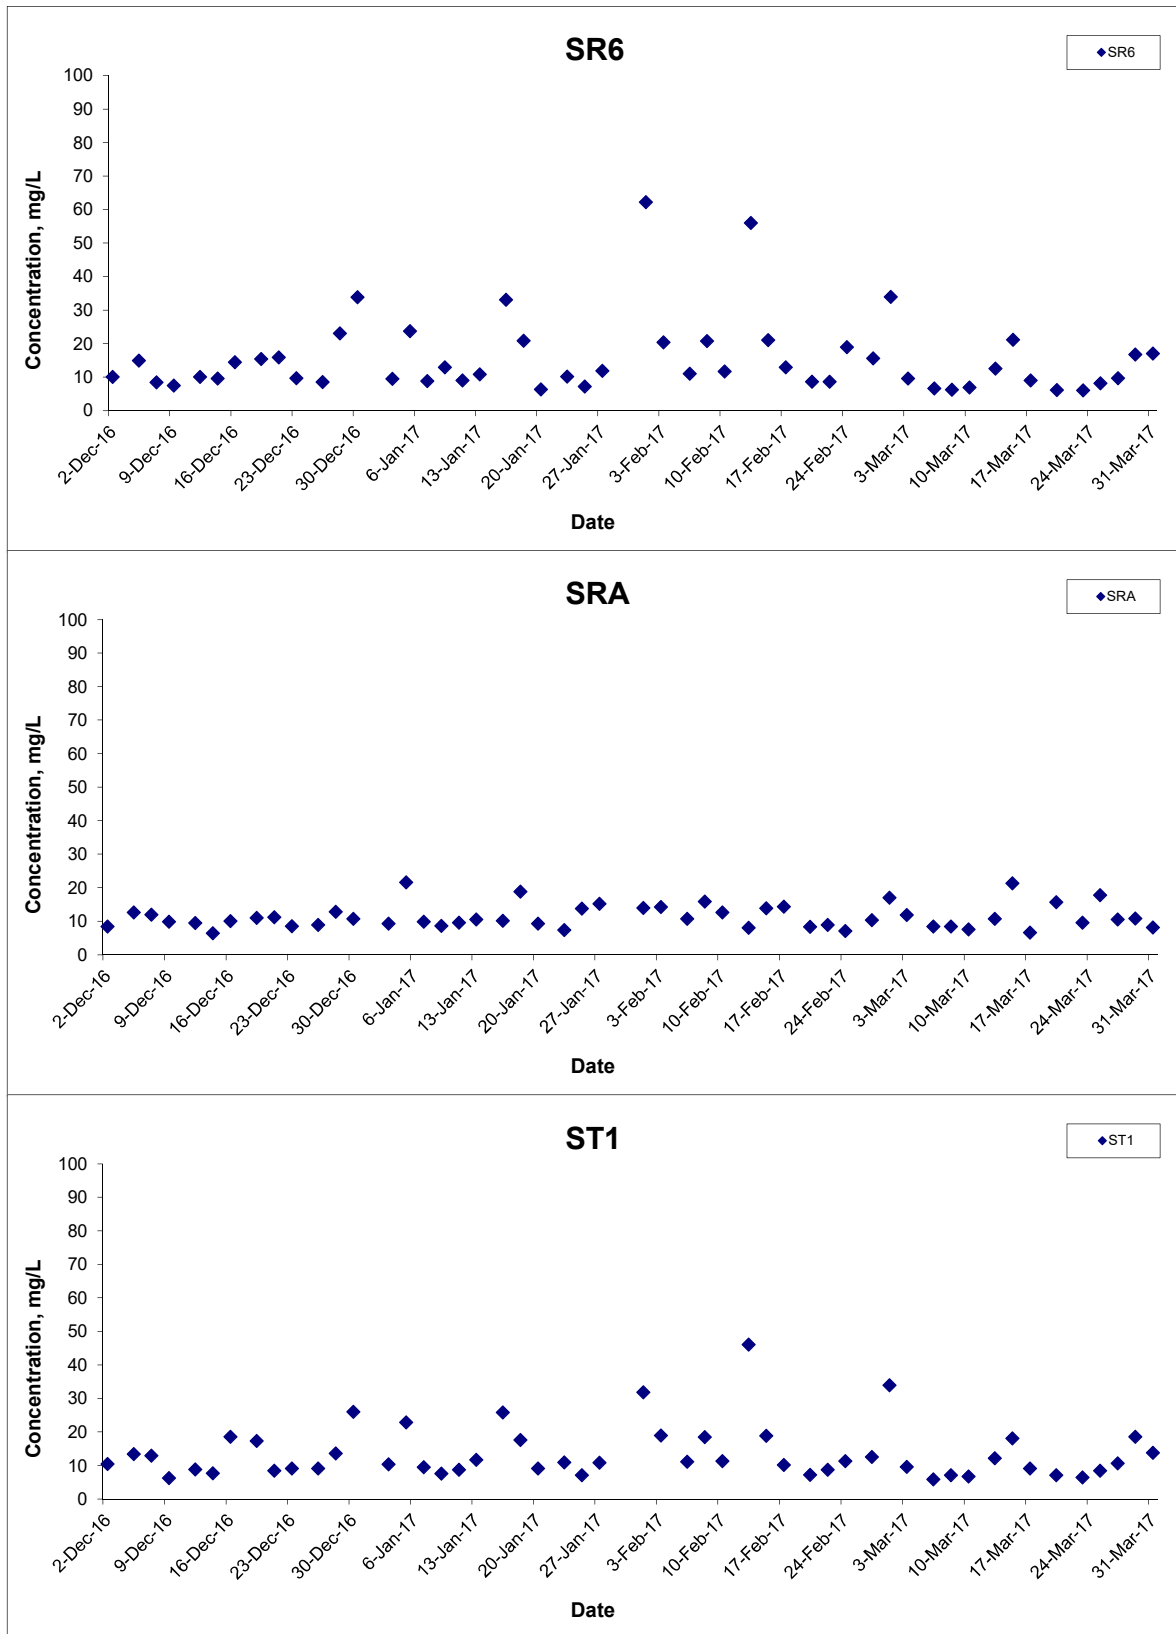 SR6
SR6
100
90
80
70
60
50
40
30
20
10
0
Concentration, mg/L
2-Dec-16
9-Dec-16
16-Dec-16
23-Dec-16
30-Dec-16
6-Jan-17
13-Jan-17
20-Jan-17
27-Jan-17
3-Feb-17
10-Feb-17
17-Feb-17
24-Feb-17
3-Mar-17
10-Mar-17
17-Mar-17
24-Mar-17
31-Mar-17
Date
SRA
SRA
100
90
80
70
60
50
40
30
20
10
0
Concentration, mg/L
2-Dec-16
9-Dec-16
16-Dec-16
23-Dec-16
30-Dec-16
6-Jan-17
13-Jan-17
20-Jan-17
27-Jan-17
3-Feb-17
10-Feb-17
17-Feb-17
24-Feb-17
3-Mar-17
10-Mar-17
17-Mar-17
24-Mar-17
31-Mar-17
Date
ST1
ST1
100
90
80
70
60
50
40
30
20
10
0
Concentration, mg/L
2-Dec-16
9-Dec-16
16-Dec-16
23-Dec-16
30-Dec-16
6-Jan-17
13-Jan-17
20-Jan-17
27-Jan-17
3-Feb-17
10-Feb-17
17-Feb-17
24-Feb-17
3-Mar-17
10-Mar-17
17-Mar-17
24-Mar-17
31-Mar-17
Date